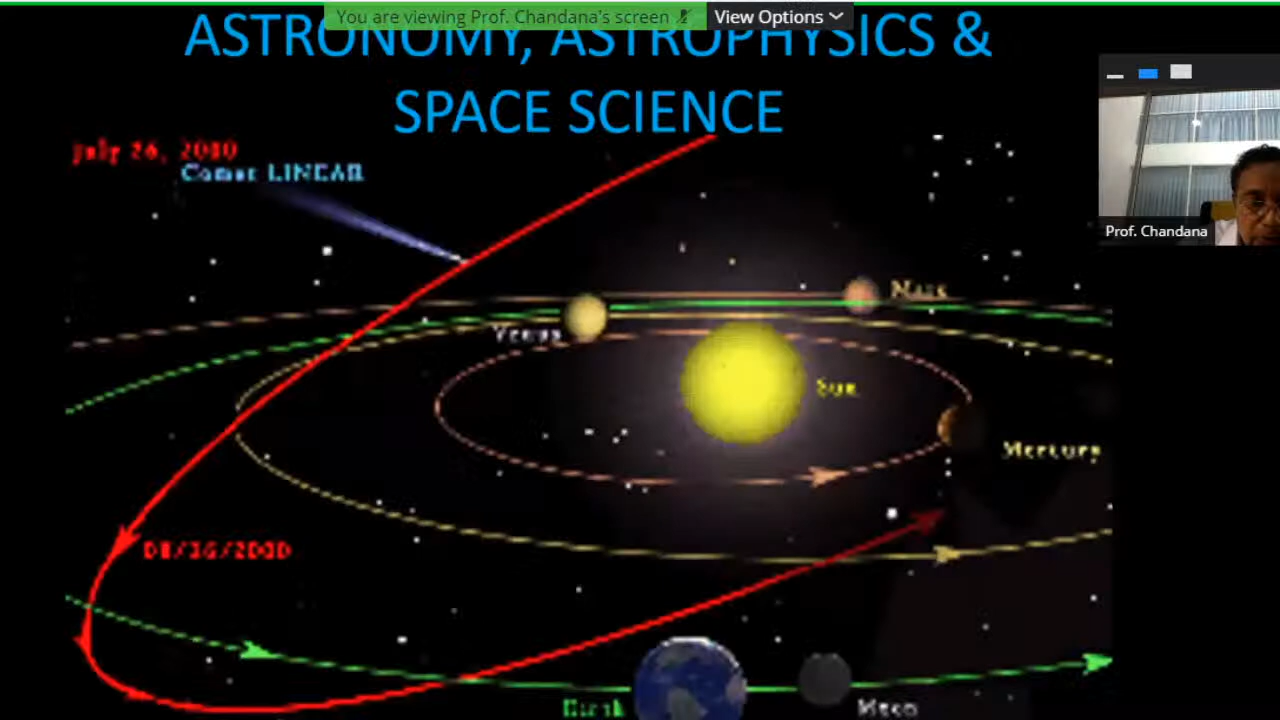 You are viewing Prof. Chandana's screen
View Options
ASTRONOMY, ASTROPHYSICS &
SPACE SCIENCE
July 26, 2000
Comet LINEAR
Prof. Chandana
Mars
Venus
Sun
Mercury
Earth
Moon